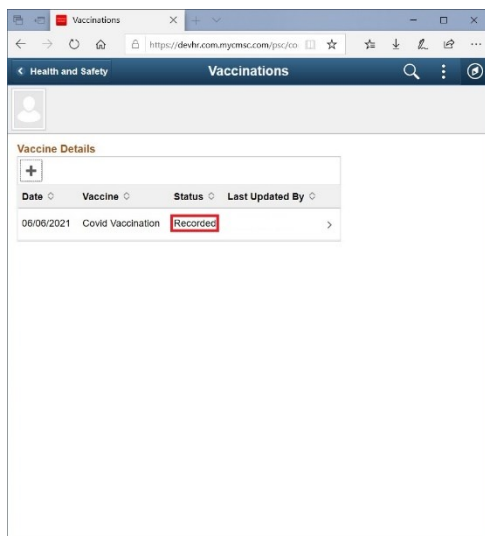 Vaccinations
https://devhr.com.mycmsc.com/psc/co
Health and Safety
Vaccinations
Vaccine Details
Date Vaccine Status Last Updated By
06/06/2021 Covid Vaccination Recorded